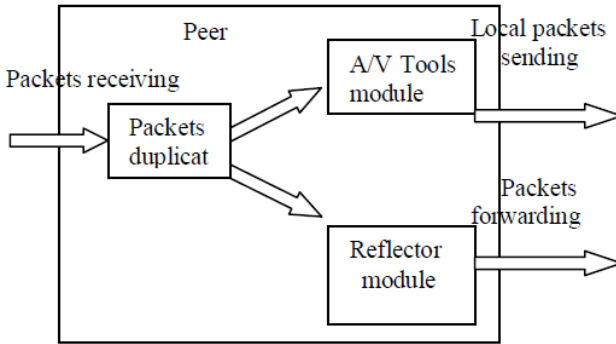 Peer
Local packets
sending
Packets receiving
A/V Tools
module
Packets
duplicat
Packets
forwarding
Reflector
module